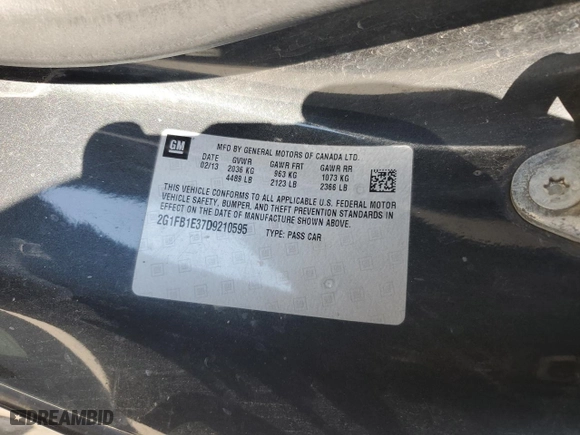 GM
MFD BY GENERAL MOTORS OF CANADA LTD.
DATE GVWR GAWR FRT GAWR RR
02/13 2036 KG 963 KG 1073 KG
4489 LB 2123 LB 2366 LB
THIS VEHICLE CONFORMS TO ALL APPLICABLE U.S. FEDERAL MOTOR
VEHICLE SAFETY, BUMPER, AND THEFT PREVENTION STANDARDS IN
EFFECT ON THE DATE OF MANUFACTURE SHOWN ABOVE.
2G1FB1E37D9210595 TYPE: PASS CAR
DREAMBID